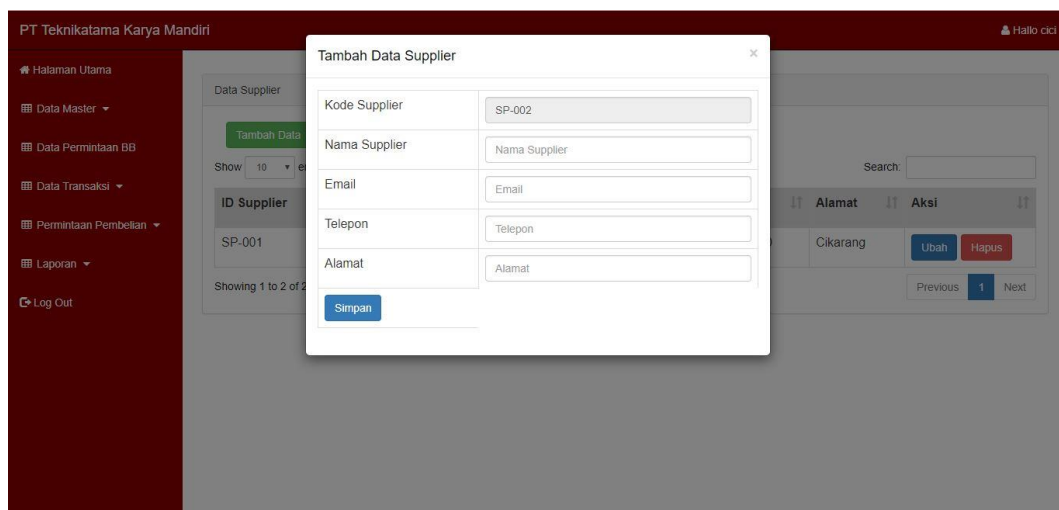 PT Teknikatama Karya Mandiri
Hallo cici
Halaman Utama
Data Master
Data Permintaan BB
Data Transaksi
Permintaan Pembelian
Laporan
Log Out
Data Supplier
Tambah Data
Show 10
Search:
ID Supplier Alamat Aksi
SP-001 Cikarang Ubah Hapus
Showing 1 to 2 of 2
Previous 1 Next
Tambah Data Supplier ×
Kode Supplier SP-002
Nama Supplier Nama Supplier
Email Email
Telepon Telepon
Alamat Alamat
Simpan